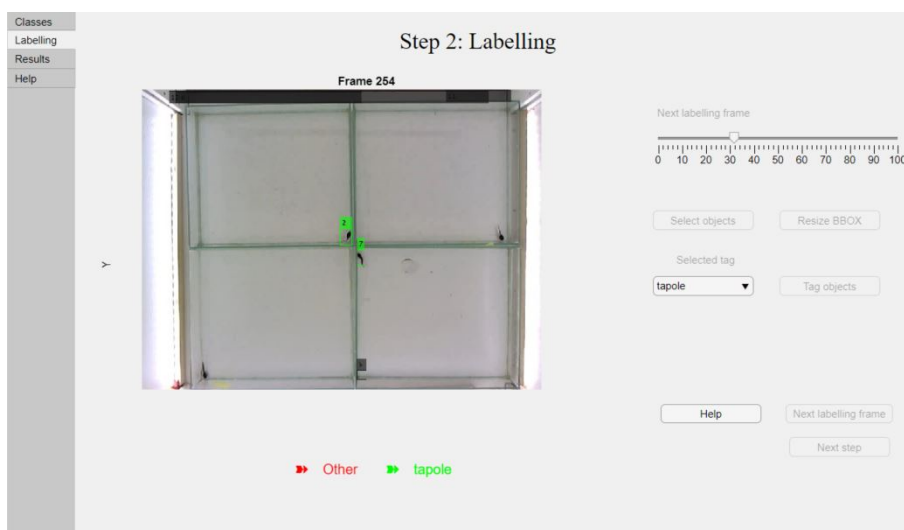 Classes
Labelling
Results
Help
Step 2: Labelling
Frame 254
Y
2
7
Next labelling frame
0 10 20 30 40 50 60 70 80 90 100
Select objects
Resize BBOX
Selected tag
tapole
Tag objects
Help
Next labelling frame
Next step
Other
tapole